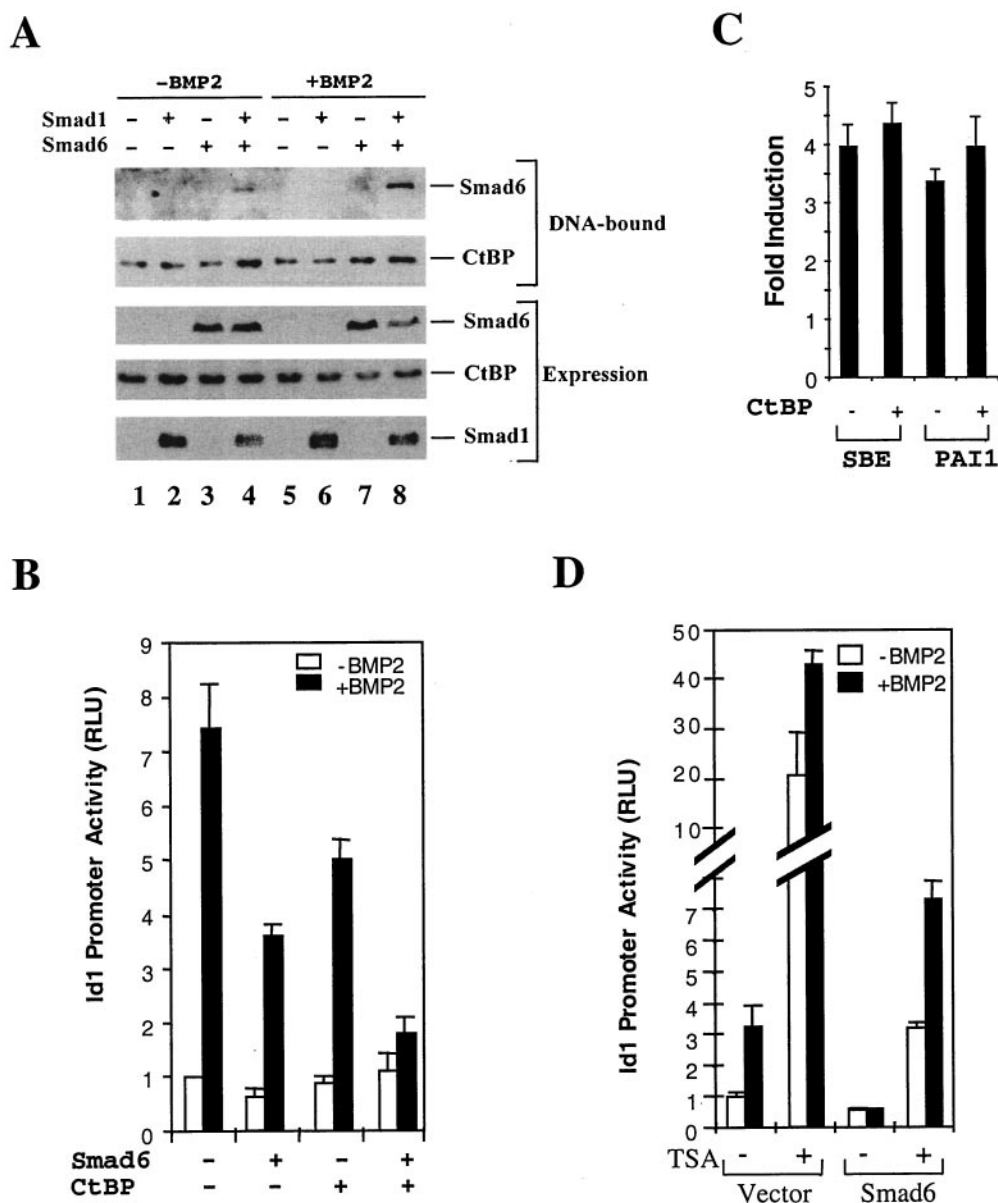 A
-BMP2 +BMP2
Smad1 - + - + - + - +
Smad6 - - + + - - + +
Smad6
CtBP
DNA-bound
Smad6
CtBP
Smad1
Expression
1 2 3 4 5 6 7 8
C
Fold Induction
5
4
3
2
1
0
CtBP - + - +
SBE PAI1
B
Id1 Promoter Activity (RLU)
9
8
7
6
5
4
3
2
1
0
-BMP2
+BMP2
Smad6 - + - +
CtBP - - + +
D
Id1 Promoter Activity (RLU)
50
40
30
20
10
7
6
5
4
3
2
1
0
-BMP2
+BMP2
TSA - + - +
Vector Smad6